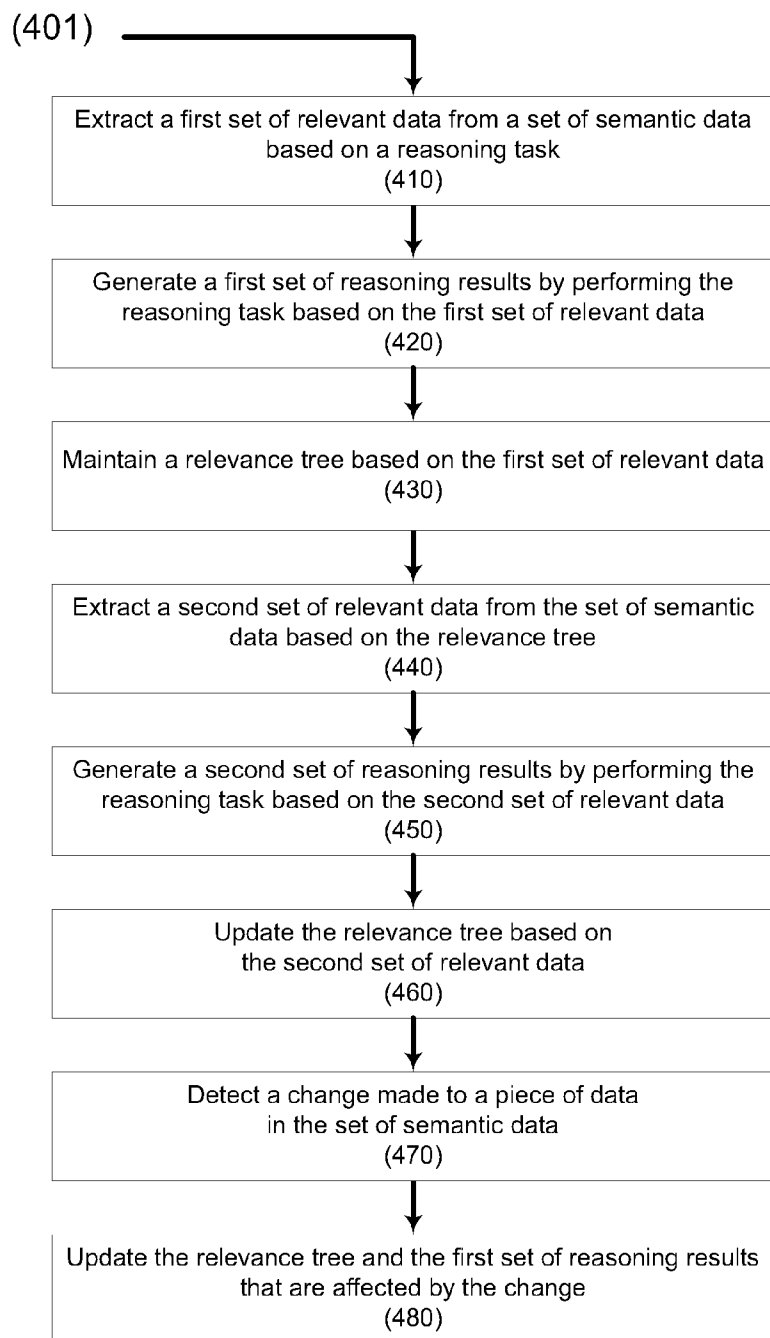 (401)
Extract a first set of relevant data from a set of semantic data
based on a reasoning task
(410)
Generate a first set of reasoning results by performing the
reasoning task based on the first set of relevant data
(420)
Maintain a relevance tree based on the first set of relevant data
(430)
Extract a second set of relevant data from the set of semantic
data based on the relevance tree
(440)
Generate a second set of reasoning results by performing the
reasoning task based on the second set of relevant data
(450)
Update the relevance tree based on
the second set of relevant data
(460)
Detect a change made to a piece of data
in the set of semantic data
(470)
Update the relevance tree and the first set of reasoning results
that are affected by the change
(480)